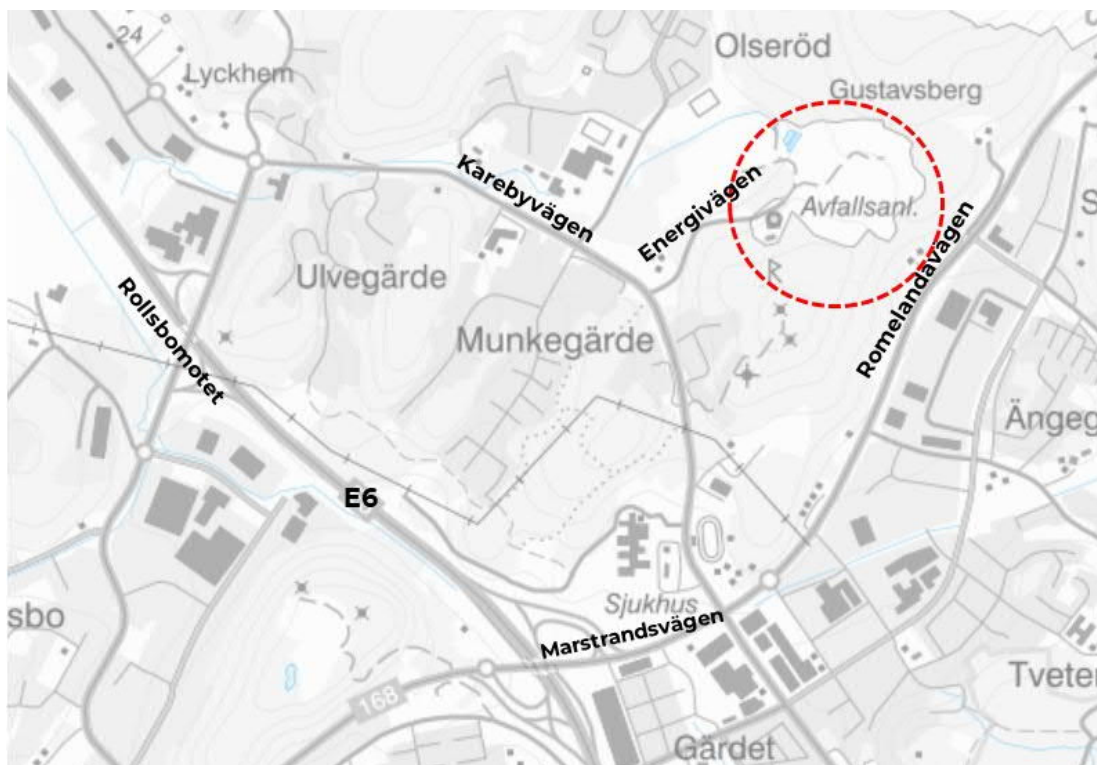 24
Lyckhem
Olseröd
Gustavsberg
Karebyvägen
Energivägen
Avfallsanl.
Romelandavägen
Ulvegärde
Munkegärde
Rollsbomotet
Ängeg
E6
sbo
Sjukhus
Marstrandsvägen
168
Tveter
Gärdet